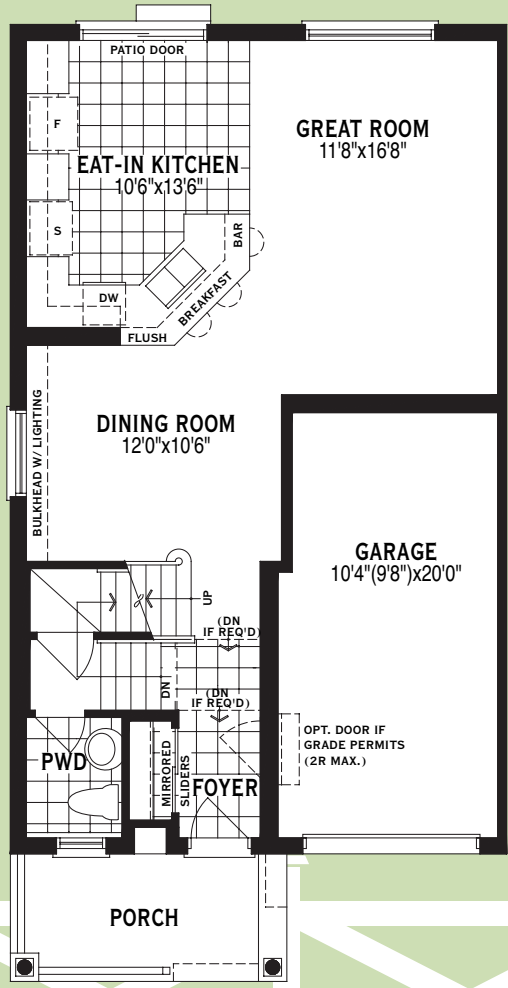 PATIO DOOR
F
EAT-IN KITCHEN
10'6"x13'6"
GREAT ROOM
11'8"x16'8"
S
BAR
BREAKFAST
DW
FLUSH
BULKHEAD W/ LIGHTING
DINING ROOM
12'0"x10'6"
GARAGE
10'4"(9'8")x20'0"
UP
(DN
IF REQ'D)
DN
(DN
IF REQ'D)
OPT. DOOR IF
GRADE PERMITS
(2R MAX.)
PWD
MIRRORED
SLIDERS
FOYER
PORCH